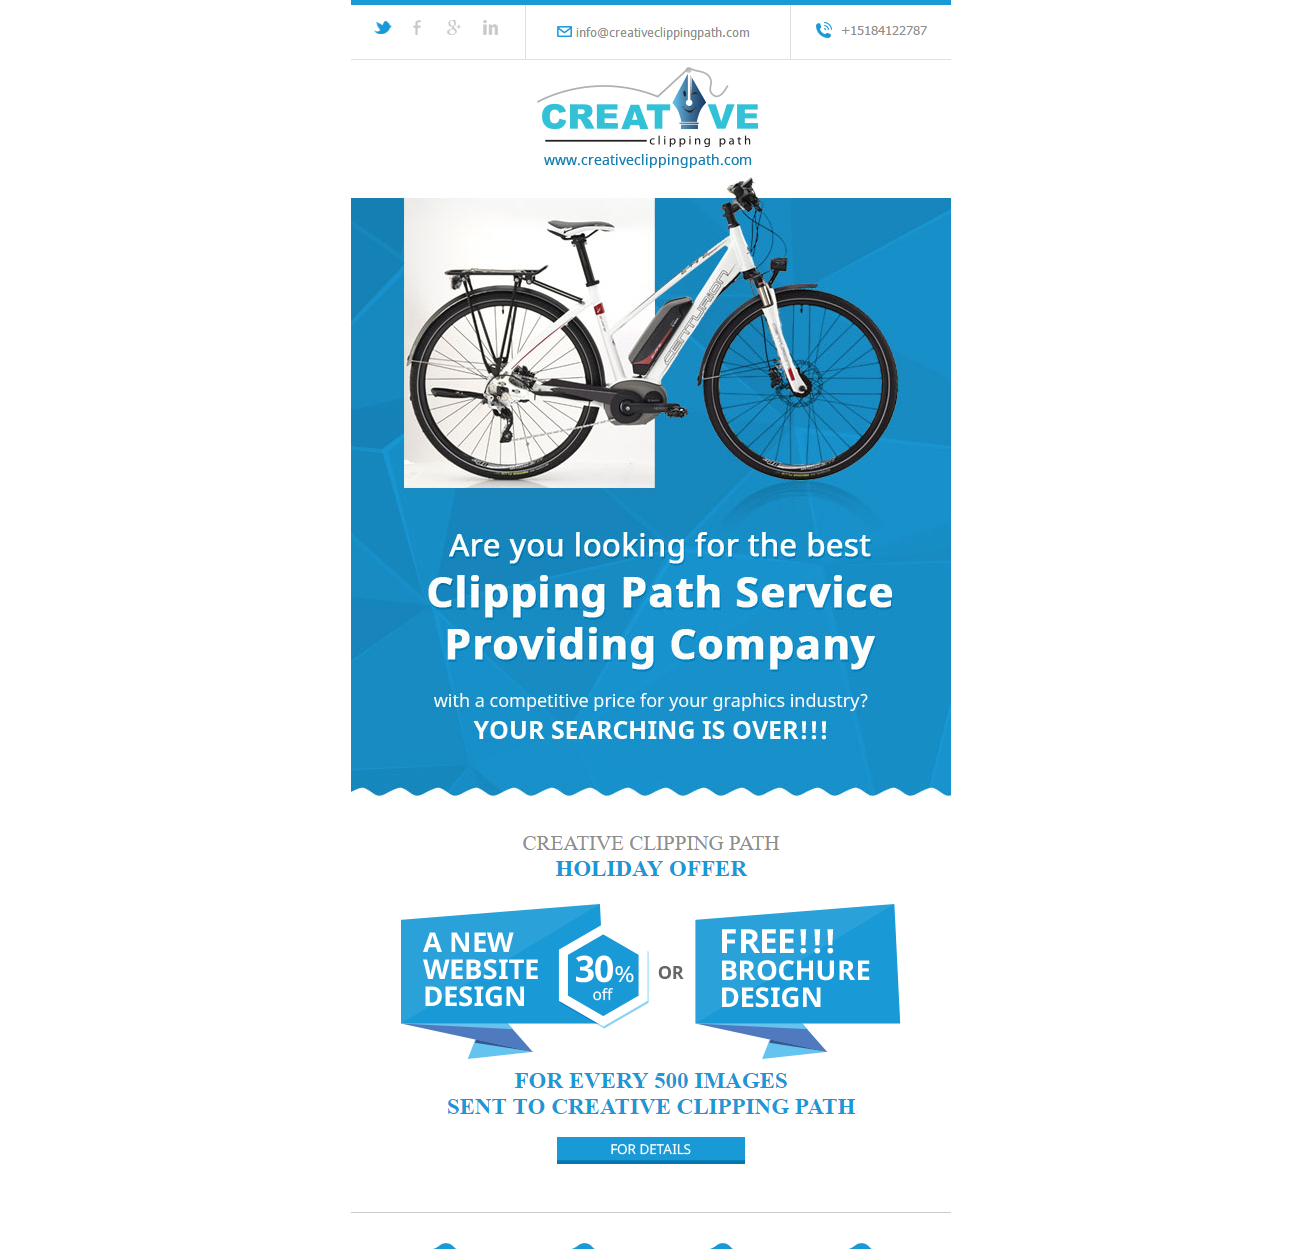 info@creativeclippingpath.com
+15184122787
CREATIVE
clipping path
www.creativeclippingpath.com
CENTURION
Are you looking for the best
Clipping Path Service
Providing Company
with a competitive price for your graphics industry?
YOUR SEARCHING IS OVER!!!
CREATIVE CLIPPING PATH
HOLIDAY OFFER
A NEW
WEBSITE
DESIGN
30%
off
OR
FREE!!!
BROCHURE
DESIGN
FOR EVERY 500 IMAGES
SENT TO CREATIVE CLIPPING PATH
FOR DETAILS